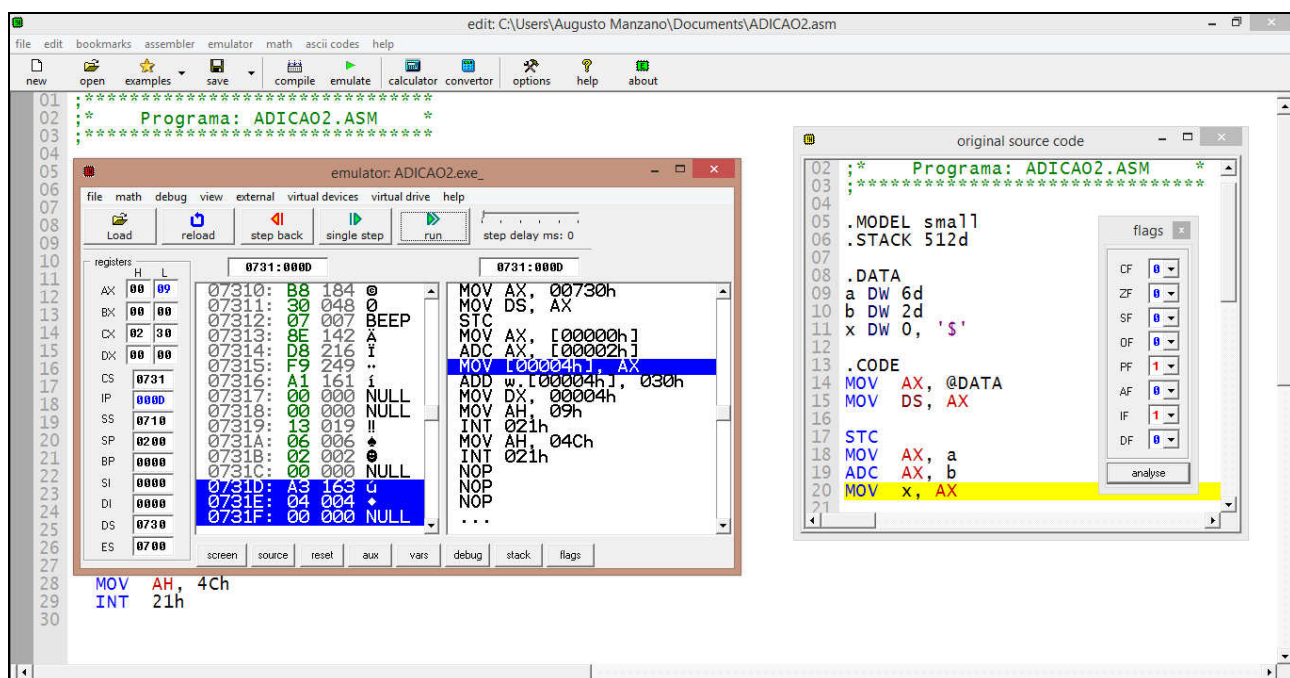 edit: C:\Users\Augusto Manzano\Documents\ADICAO2.asm
file edit bookmarks assembler emulator math ascii codes help
new open examples save compile emulate calculator convertor options help about
01 ;*******************************
02 ;* Programa: ADICAO2.ASM *
03 ;*******************************
04
05
06
07
08
09
10
11
12
13
14
15
16
17
18
19
20
21
22
23
24
25
26
27
28 MOV AH, 4Ch
29 INT 21h
30
emulator: ADICAO2.exe_
file math debug view external virtual devices virtual drive help
Load reload step back single step run step delay ms: 0
registers
H L
AX 00 09
BX 00 00
CX 02 30
DX 00 00
CS 0731
IP 000D
SS 0710
SP 0200
BP 0000
SI 0000
DI 0000
DS 0730
ES 0700
0731:000D
07310: B8 184 ©
07311: 30 048 0
07312: 07 007 BEEP
07313: 8E 142 Ä
07314: D8 216 Ï
07315: F9 249 ¨
07316: A1 161 í
07317: 00 000 NULL
07318: 00 000 NULL
07319: 13 019 ‼
0731A: 06 006 ♠
0731B: 02 002 ☻
0731C: 00 000 NULL
0731D: A3 163 ú
0731E: 04 004 ♦
0731F: 00 000 NULL
0731:000D
MOV AX, 00730h
MOV DS, AX
STC
MOV AX, [00000h]
ADC AX, [00002h]
MOV [00004h], AX
ADD w.[00004h], 030h
MOV DX, 00004h
MOV AH, 09h
INT 021h
MOV AH, 04Ch
INT 021h
NOP
NOP
NOP
...
screen source reset aux vars debug stack flags
original source code
02 ;* Programa: ADICAO2.ASM *
03 ;*******************************
04
05 .MODEL small
06 .STACK 512d
07
08 .DATA
09 a DW 6d
10 b DW 2d
11 x DW 0, '$'
12
13 .CODE
14 MOV AX, @DATA
15 MOV DS, AX
16
17 STC
18 MOV AX, a
19 ADC AX, b
20 MOV x, AX
21
flags
CF 0
ZF 0
SF 0
OF 0
PF 1
AF 0
IF 1
DF 0
analyse